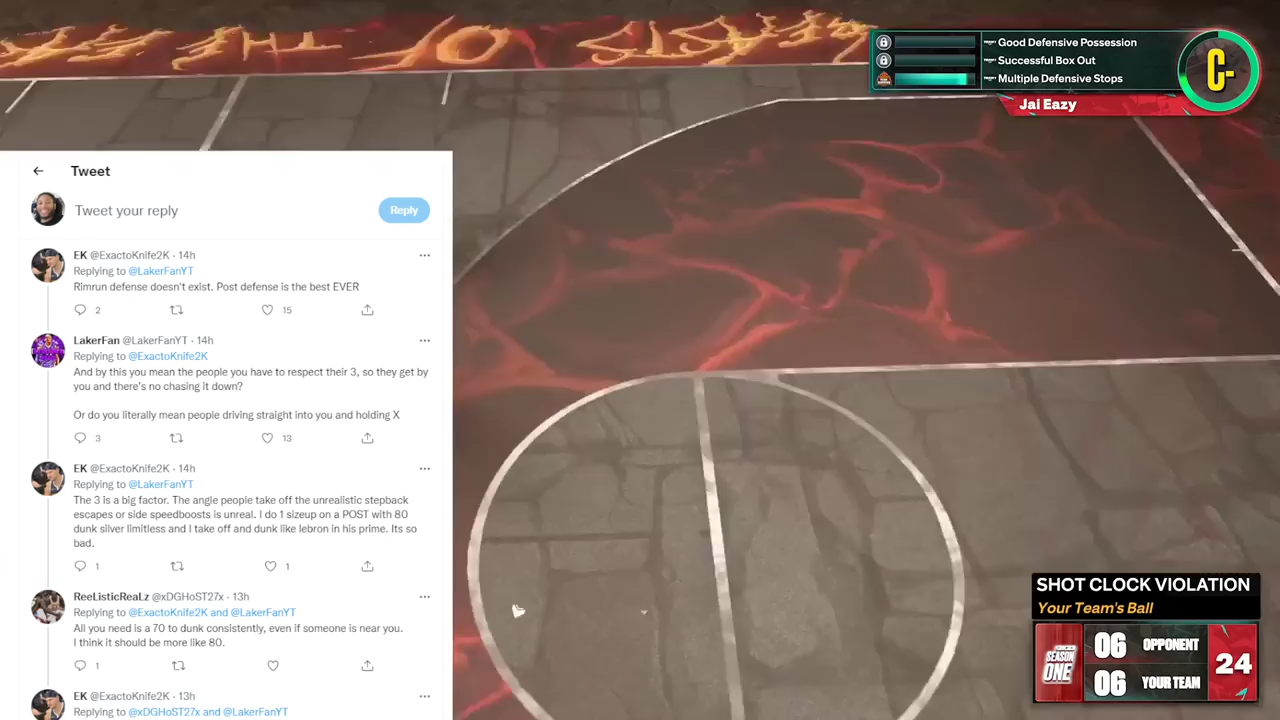 Good Defensive Possession
Successful Box Out
Multiple Defensive Stops
C-
Jai Eazy
Tweet
Tweet your reply
Reply
EK @ExactoKnife2K · 14h
Replying to @LakerFanYT
Rimrun defense doesn't exist. Post defense is the best EVER
2
15
LakerFan @LakerFanYT · 14h
Replying to @ExactoKnife2K
And by this you mean the people you have to respect their 3, so they get by
you and there's no chasing it down?
Or do you literally mean people driving straight into you and holding X
3
13
EK @ExactoKnife2K · 14h
Replying to @LakerFanYT
The 3 is a big factor. The angle people take off the unrealistic stepback
escapes or side speedboosts is unreal. I do 1 sizeup on a POST with 80
dunk silver limitless and I take off and dunk like lebron in his prime. Its so
bad.
1
1
ReeListicReaLz @xDGHoST27x · 13h
Replying to @ExactoKnife2K and @LakerFanYT
All you need is a 70 to dunk consistently, even if someone is near you.
I think it should be more like 80.
1
EK @ExactoKnife2K · 13h
Replying to @xDGHoST27x and @LakerFanYT
SHOT CLOCK VIOLATION
Your Team's Ball
SEASON
ONE
06 OPPONENT
06 YOUR TEAM
24